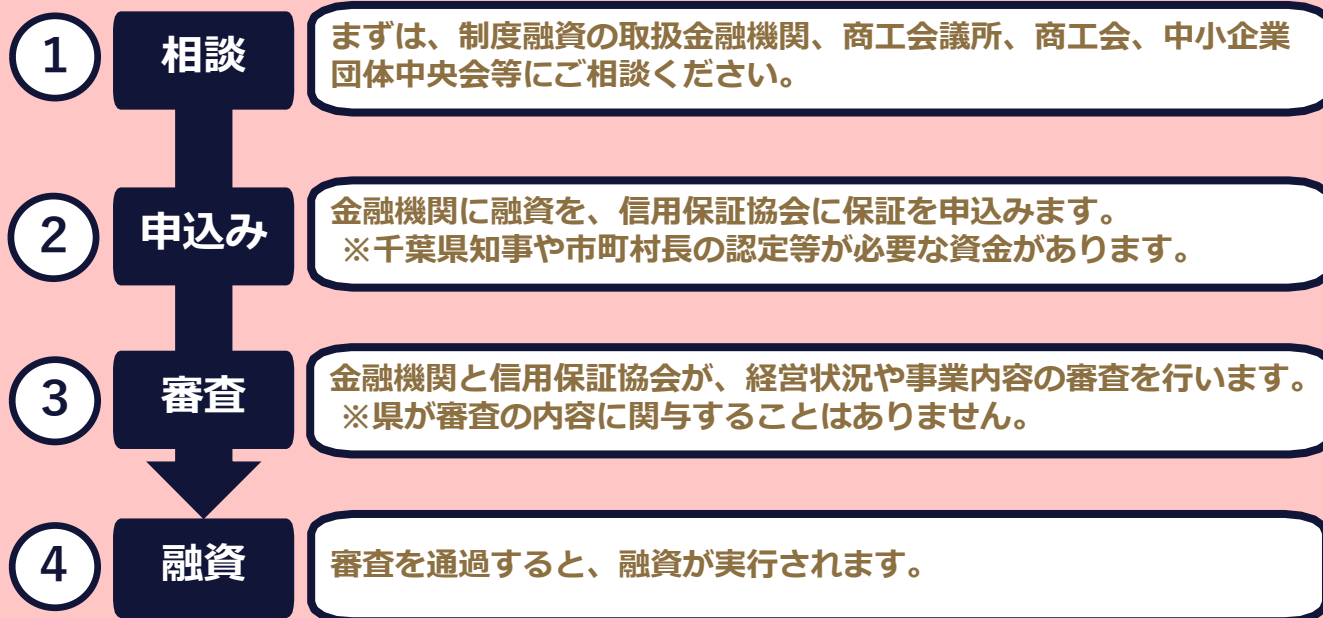 1
相談
まずは、制度融資の取扱金融機関、商工会議所、商工会、中小企業
団体中央会等にご相談ください。
2
申込み
金融機関に融資を、信用保証協会に保証を申込みます。
※千葉県知事や市町村長の認定等が必要な資金があります。
3
審査
金融機関と信用保証協会が、経営状況や事業内容の審査を行います。
※県が審査の内容に関与することはありません。
4
融資
審査を通過すると、融資が実行されます。